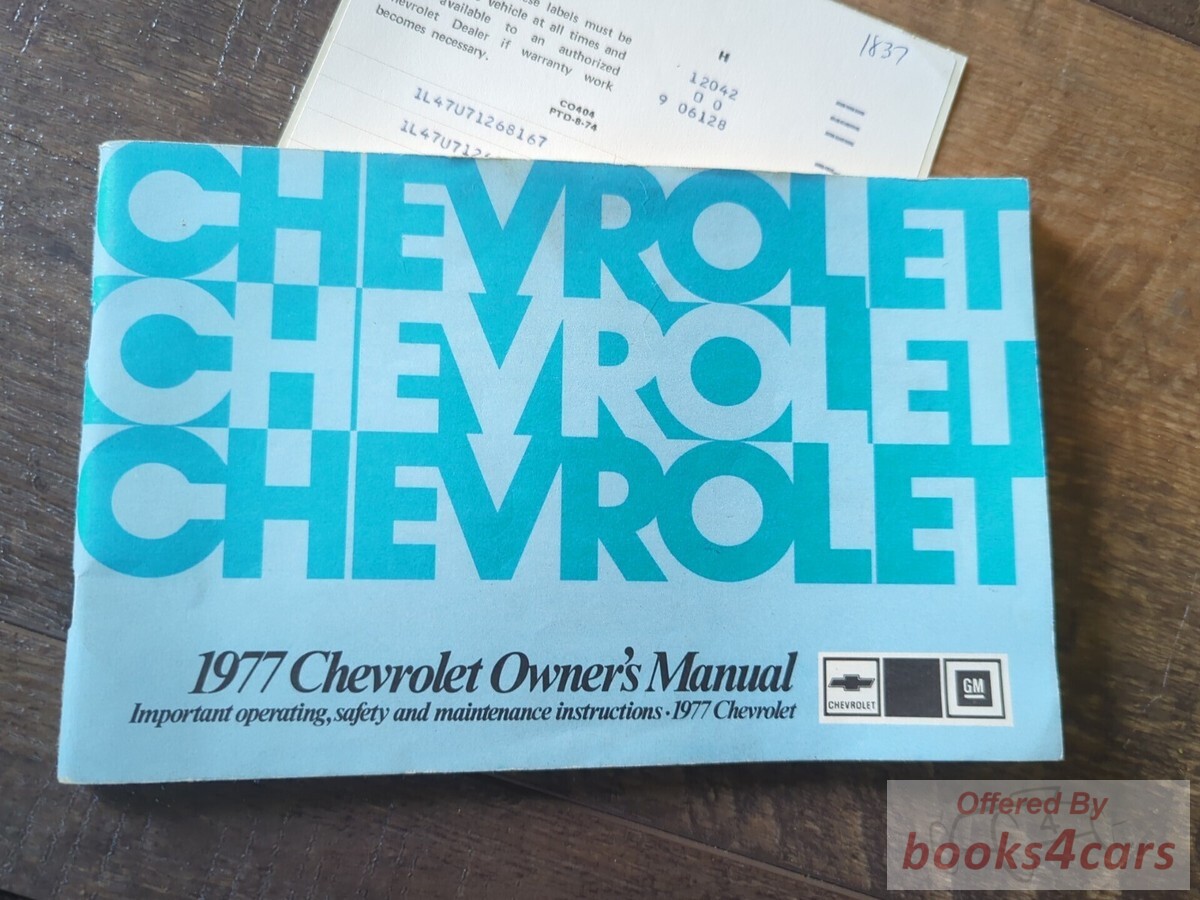 these labels must be
vehicle at all times and
available to an authorized
Chevrolet Dealer if warranty work
becomes necessary.
CO404
PTD-8-74
1L47U71268167
1L47U712
H
12042
0 0
9 06128
1837
CHEVROLET
CHEVROLET
CHEVROLET
1977 Chevrolet Owner's Manual
Important operating, safety and maintenance instructions • 1977 Chevrolet
CHEVROLET
GM
Offered By
books4cars